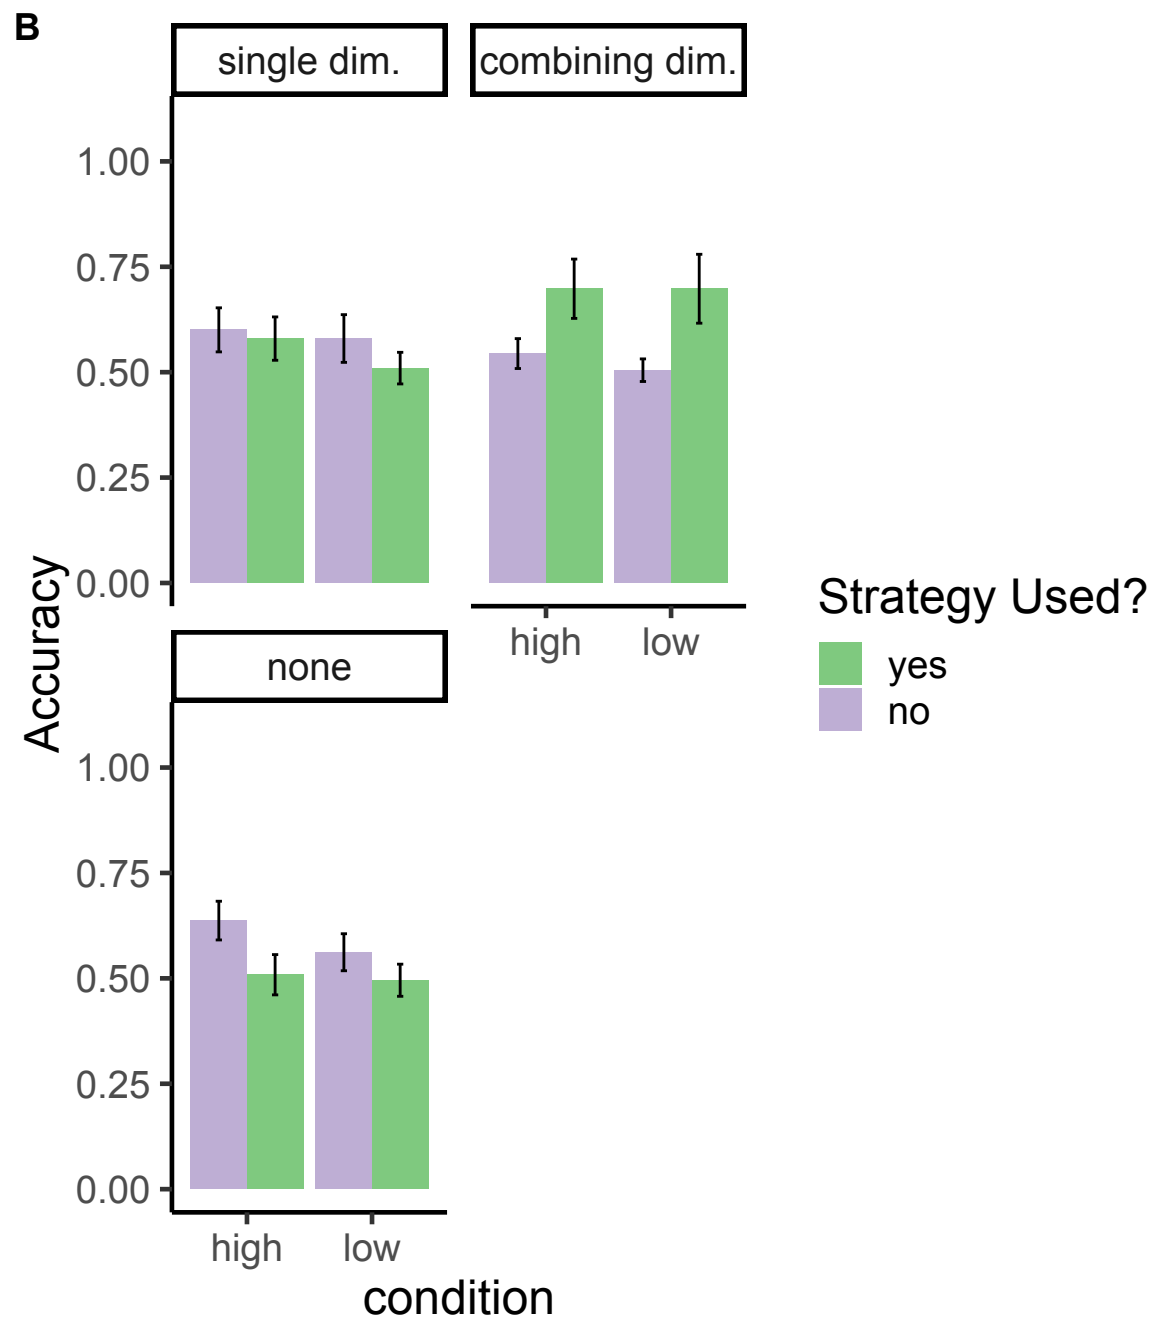 B
single dim.
combining dim.
1.00
0.75
0.50
0.25
0.00
high low
none
1.00
0.75
0.50
0.25
0.00
high low
Accuracy
condition
Strategy Used?
yes
no